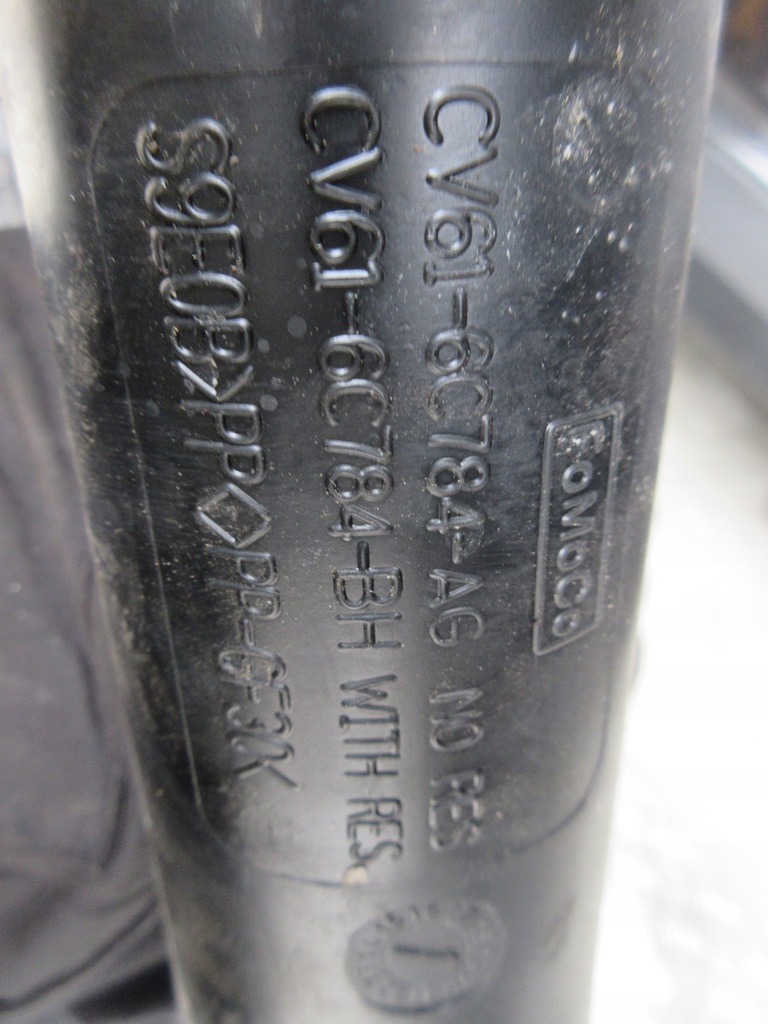 FoMoCo
CV61-6C784-AG NO RES
CV61-6C784-BH WITH RES
S9E0B>PP<>PP-GF30<